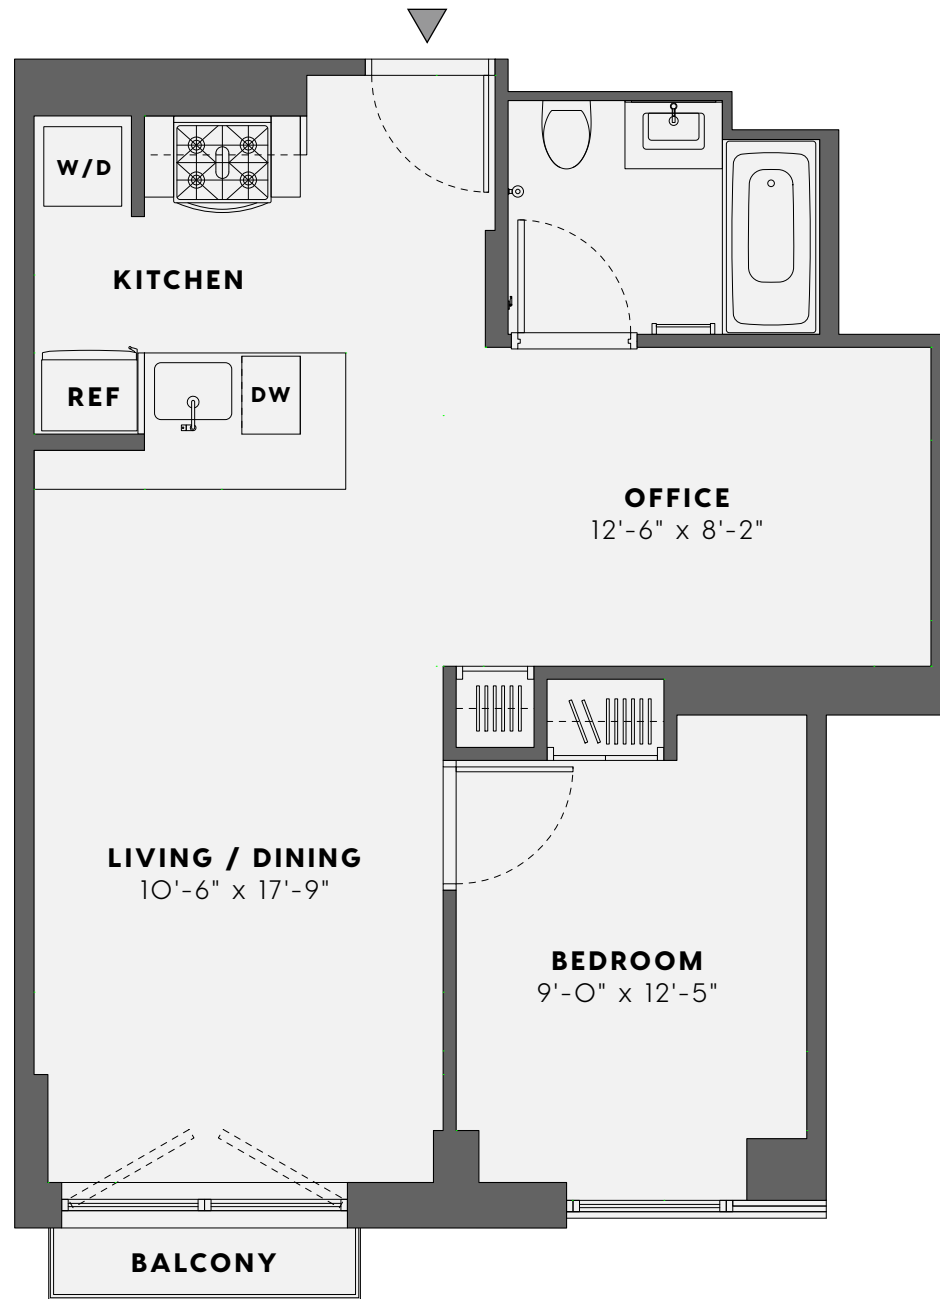 W/D
KITCHEN
REF
DW
OFFICE
12'-6" x 8'-2"
LIVING / DINING
10'-6" x 17'-9"
BEDROOM
9'-0" x 12'-5"
BALCONY